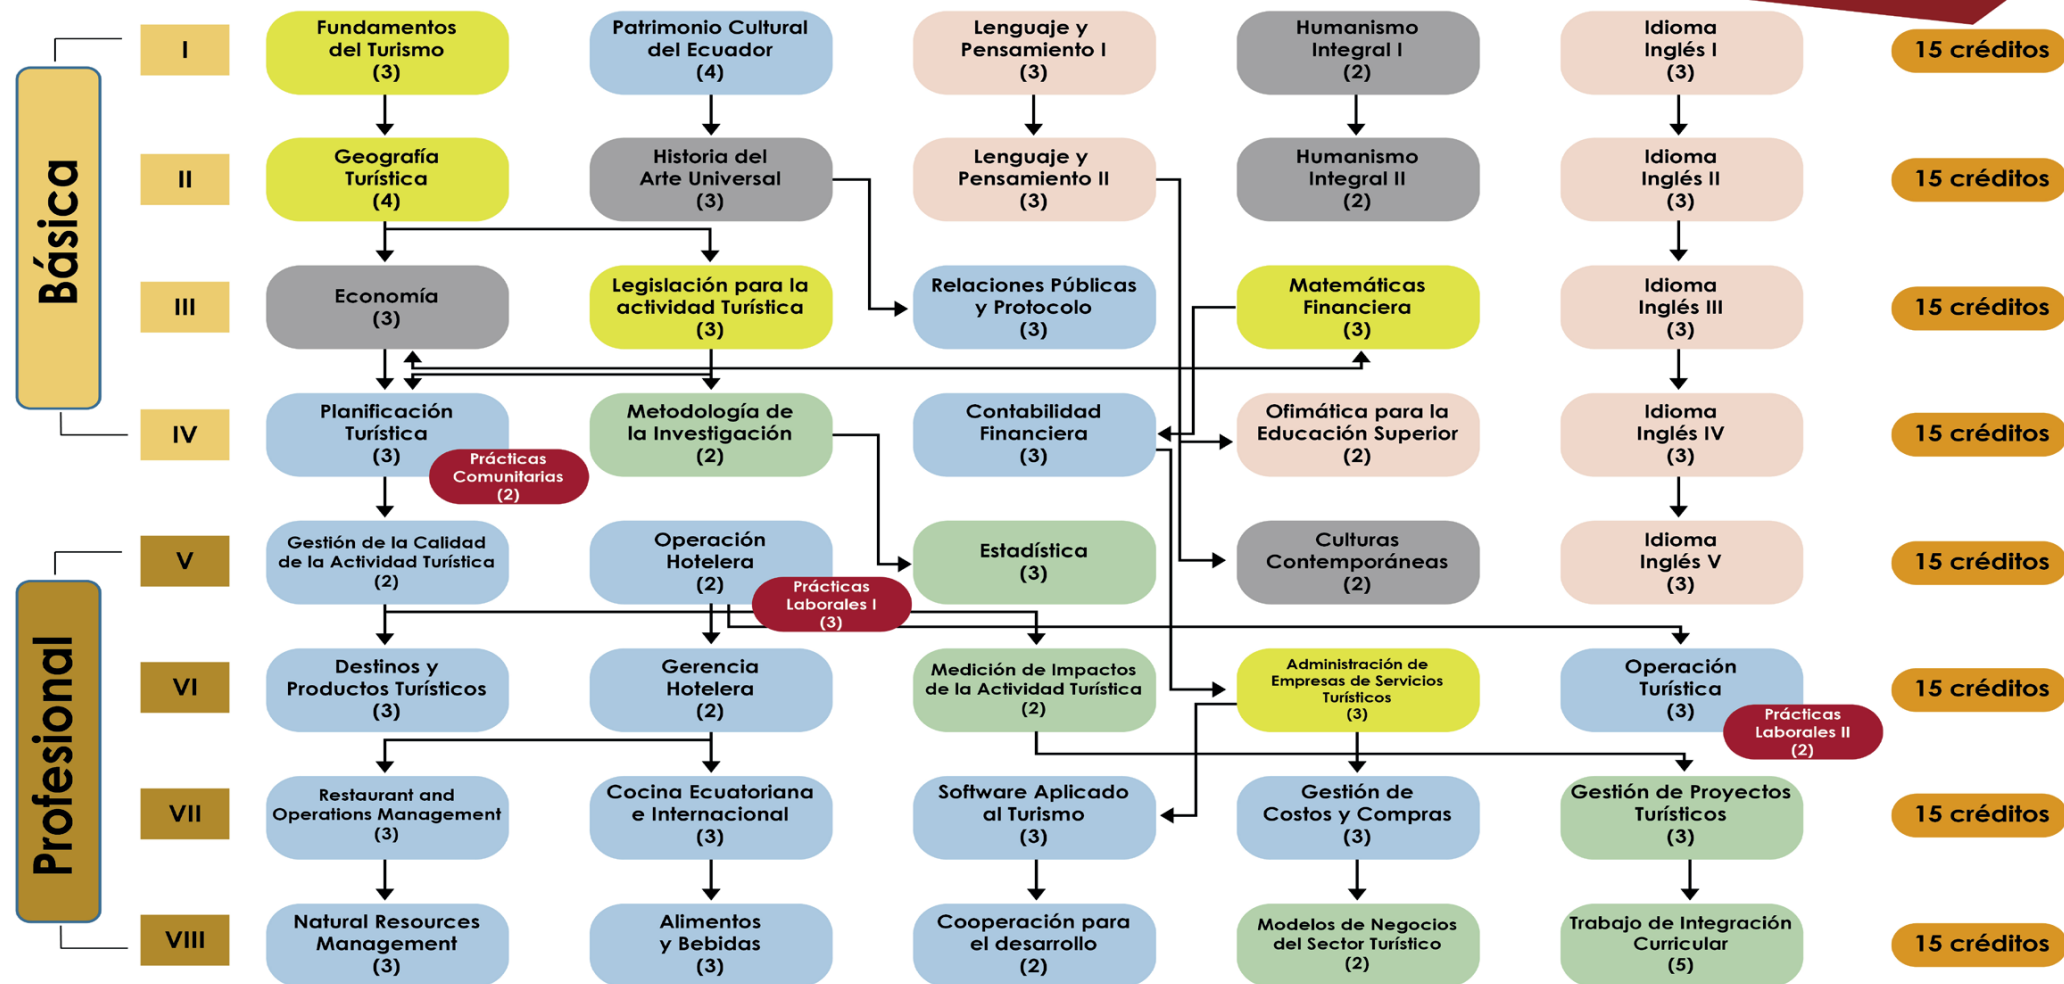 Básica
I
Fundamentos
del Turismo
(3)
Patrimonio Cultural
del Ecuador
(4)
Lenguaje y
Pensamiento I
(3)
Humanismo
Integral I
(2)
Idioma
Inglés I
(3)
15 créditos
II
Geografía
Turística
(4)
Historia del
Arte Universal
(3)
Lenguaje y
Pensamiento II
(3)
Humanismo
Integral II
(2)
Idioma
Inglés II
(3)
15 créditos
III
Economía
(3)
Legislación para la
actividad Turística
(3)
Relaciones Públicas
y Protocolo
(3)
Matemáticas
Financiera
(3)
Idioma
Inglés III
(3)
15 créditos
IV
Planificación
Turística
(3)
Prácticas
Comunitarias
(2)
Metodología de
la Investigación
(2)
Contabilidad
Financiera
(3)
Ofimática para la
Educación Superior
(2)
Idioma
Inglés IV
(3)
15 créditos
Profesional
V
Gestión de la Calidad
de la Actividad Turística
(2)
Operación
Hotelera
(2)
Prácticas
Laborales I
(3)
Estadística
(3)
Culturas
Contemporáneas
(2)
Idioma
Inglés V
(3)
15 créditos
VI
Destinos y
Productos Turísticos
(3)
Gerencia
Hotelera
(2)
Medición de Impactos
de la Actividad Turística
(2)
Administración de
Empresas de Servicios
Turísticos
(3)
Operación
Turística
(3)
Prácticas
Laborales II
(2)
15 créditos
VII
Restaurant and
Operations Management
(3)
Cocina Ecuatoriana
e Internacional
(3)
Software Aplicado
al Turismo
(3)
Gestión de
Costos y Compras
(3)
Gestión de Proyectos
Turísticos
(3)
15 créditos
VIII
Natural Resources
Management
(3)
Alimentos
y Bebidas
(3)
Cooperación para
el desarrollo
(2)
Modelos de Negocios
del Sector Turístico
(2)
Trabajo de Integración
Curricular
(5)
15 créditos